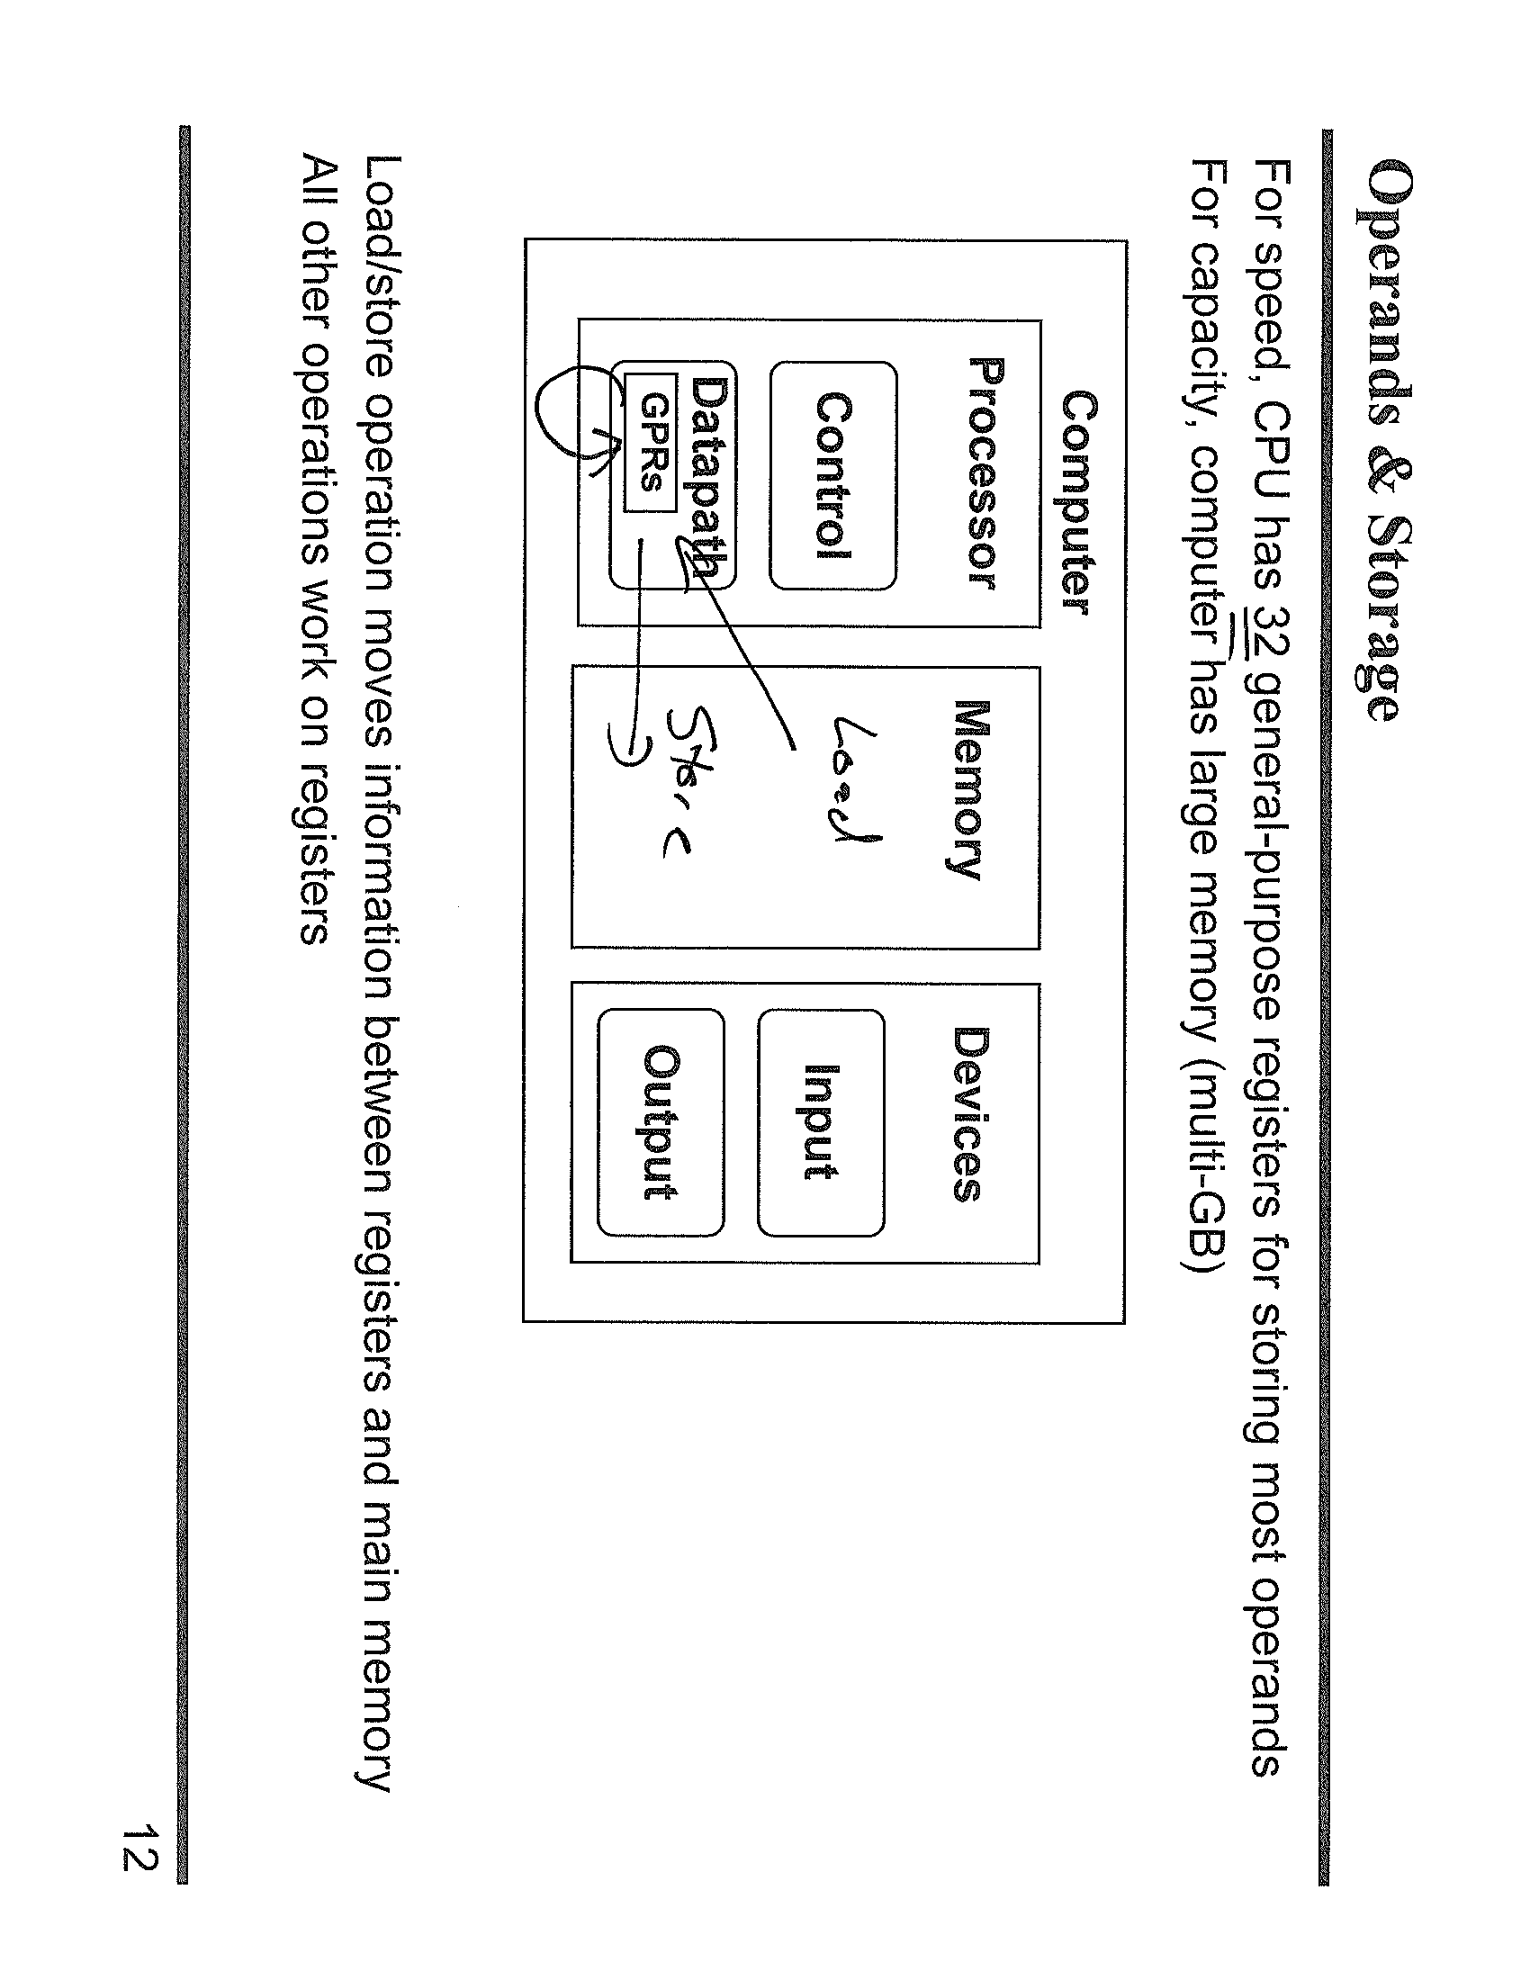 Operands & Storage
For speed, CPU has 32 general-purpose registers for storing most operands
For capacity, computer has large memory (multi-GB)
Computer
Processor
Control
Datapath
GPRs
Memory
Load
Store
Devices
Input
Output
Load/store operation moves information between registers and main memory
All other operations work on registers
12